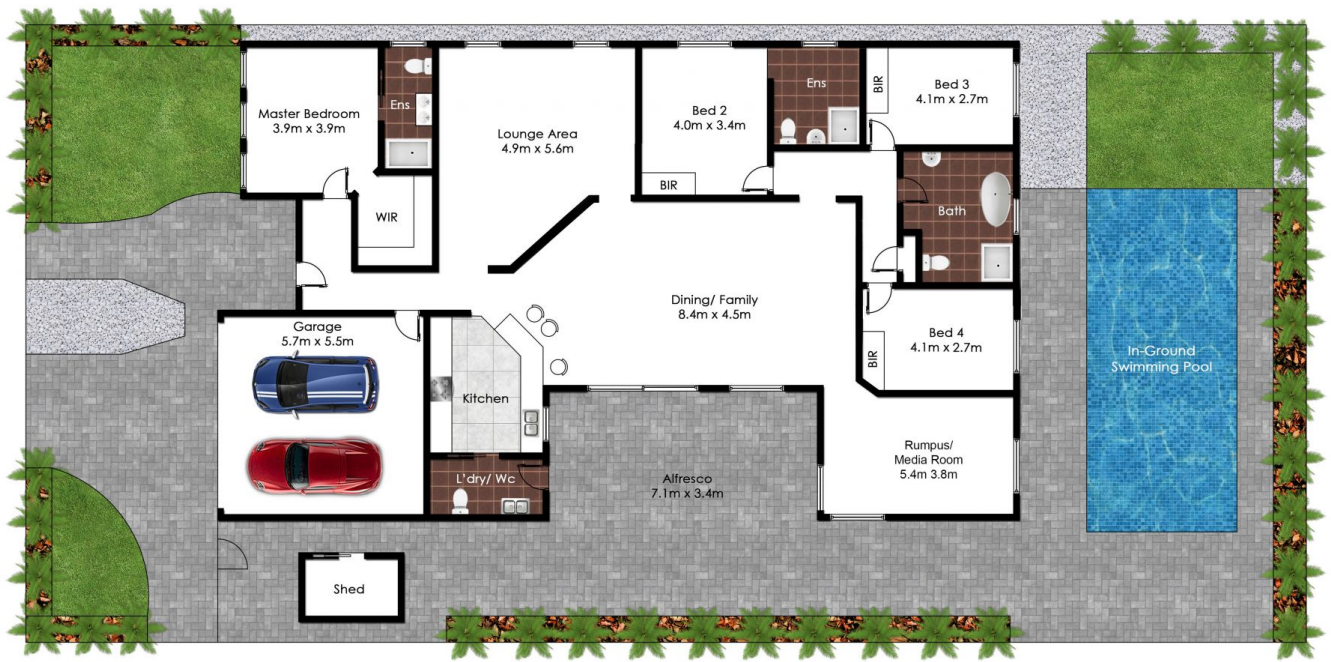 Master Bedroom
3.9m x 3.9m
Ens
WIR
Lounge Area
4.9m x 5.6m
Bed 2
4.0m x 3.4m
BIR
Ens
BIR
Bed 3
4.1m x 2.7m
Bath
Dining/ Family
8.4m x 4.5m
Garage
5.7m x 5.5m
Kitchen
BIR
Bed 4
4.1m x 2.7m
In-Ground
Swimming Pool
L'dry/ Wc
Alfresco
7.1m x 3.4m
Rumpus/
Media Room
5.4m 3.8m
Shed